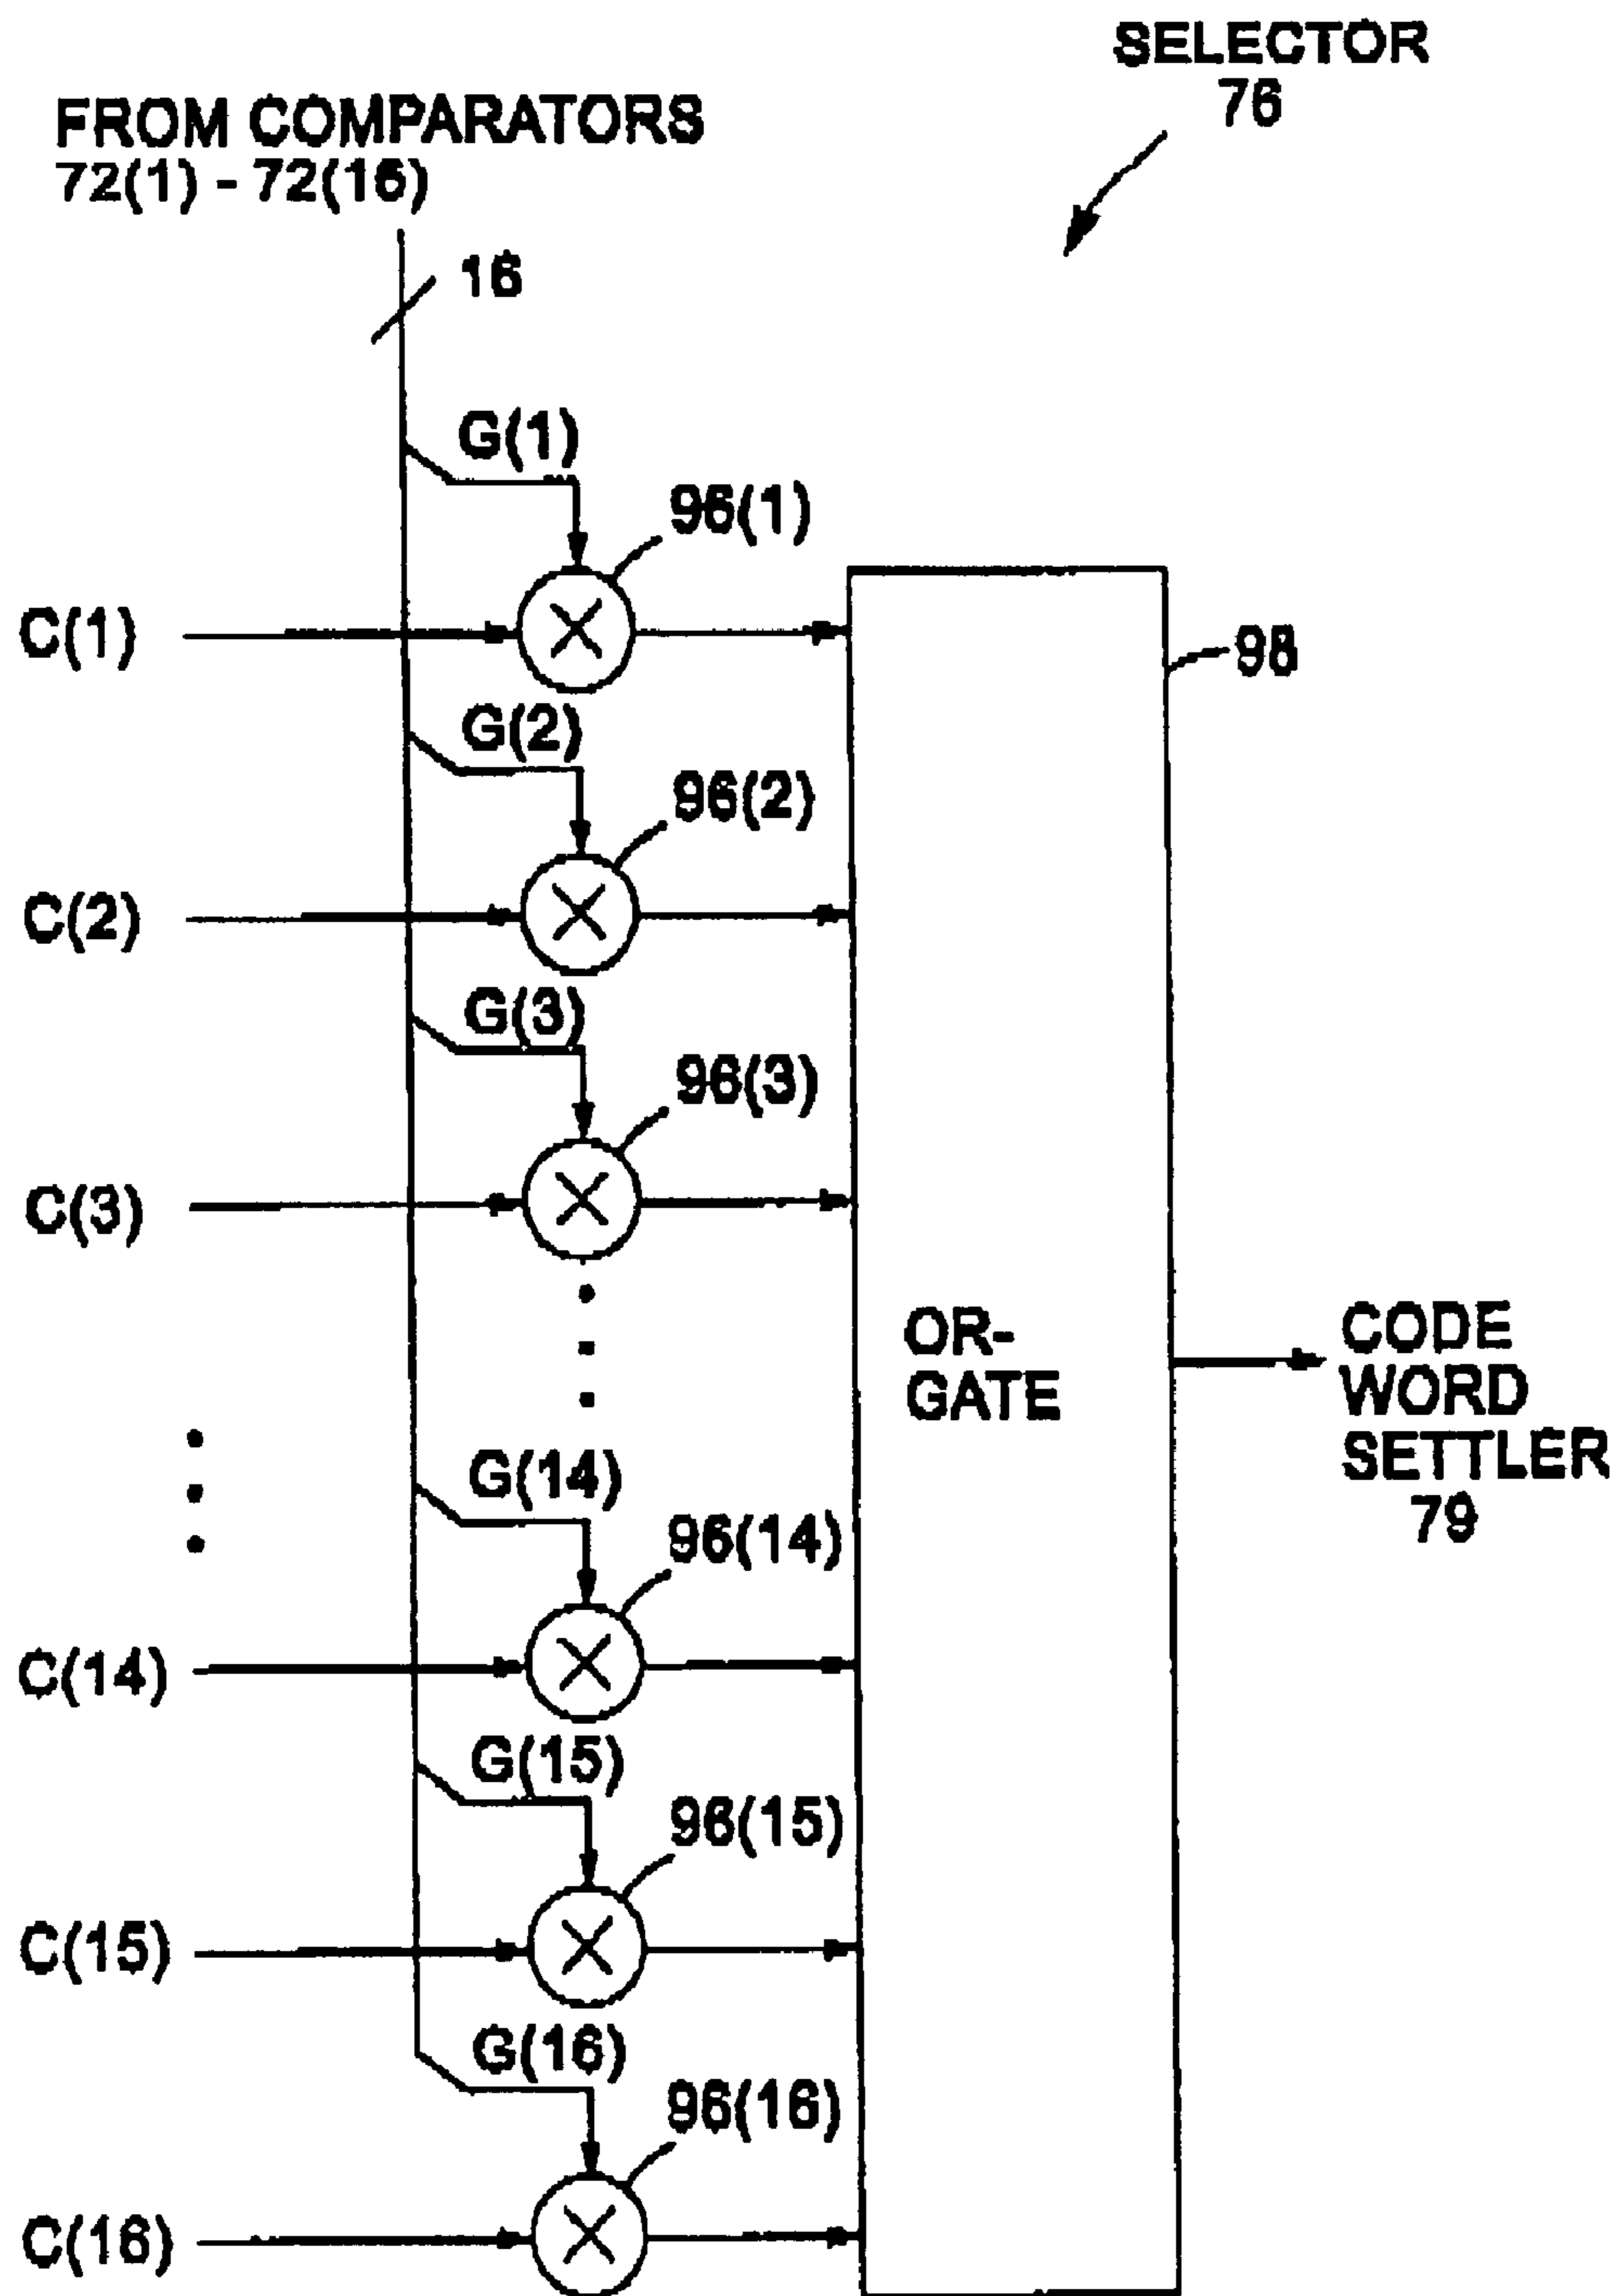 SELECTOR
76
FROM COMPARATORS
72(1) - 72(16)
16
G(1)
96(1)
C(1)
98
G(2)
96(2)
C(2)
G(3)
96(3)
C(3)
OR-
GATE
CODE
WORD
SETTLER
79
G(14)
96(14)
C(14)
G(15)
96(15)
C(15)
G(16)
96(16)
C(16)